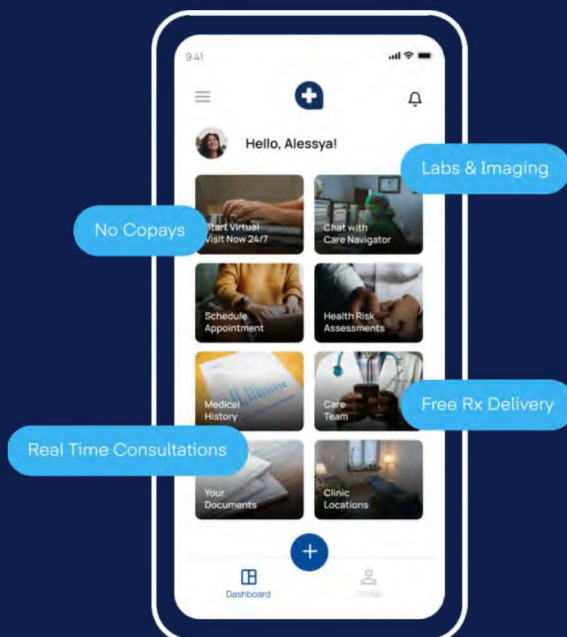 9:41
Hello, Alessya!
Labs & Imaging
No Copays
Start Virtual
Visit Now 24/7
Chat with
Care Navigator
Schedule
Appointment
Health Risk
Assessments
Medical
History
Care
Team
Free Rx Delivery
Real Time Consultations
Your
Documents
Clinic
Locations
Dashboard